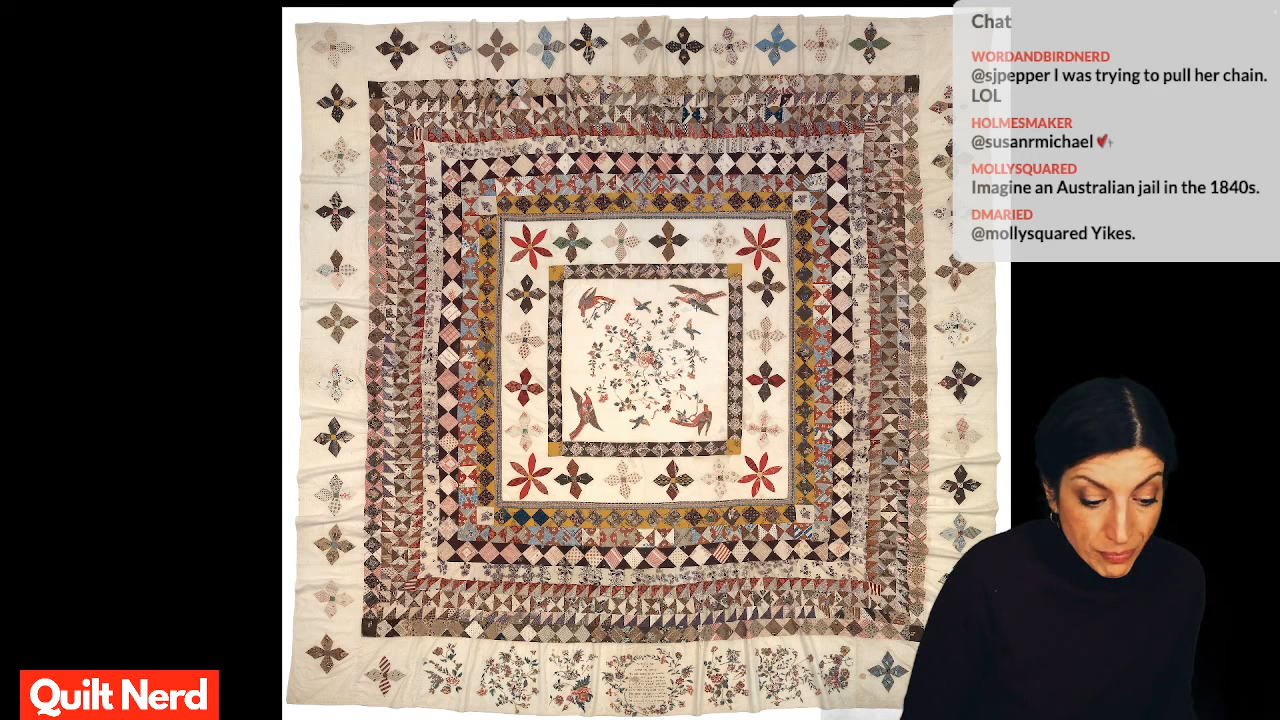 Chat
WORDANDBIRDNERD
@sjpepper I was trying to pull her chain.
LOL
HOLMESMAKER
@susanrmichael
MOLLYSQUARED
Imagine an Australian jail in the 1840s.
DMARIED
@mollysquared Yikes.
Quilt Nerd